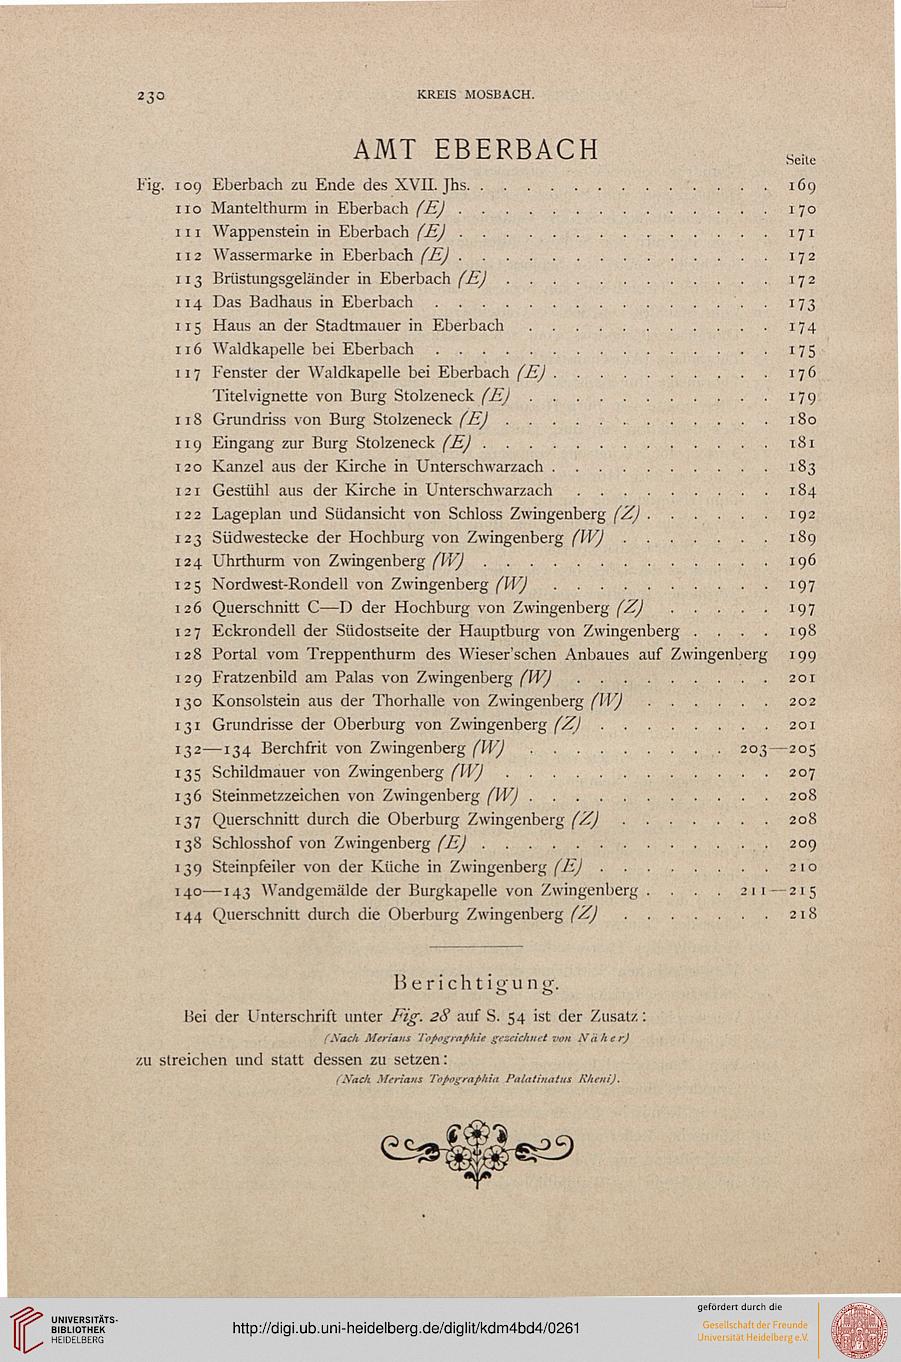 230 KREIS MOSBACH.
AMT EBERBACH
Seite
Fig. 109 Eberbach zu Ende des XVII. Jhs. . . . . . . . . . . . . . 169
110 Mantelthurm in Eberbach (E) . . . . . . . . . . . . . . 170
111 Wappenstein in Eberbach (E) . . . . . . . . . . . . . . 171
112 Wassermarke in Eberbach (E) . . . . . . . . . . . . . . 172
113 Brüstungsgeländer in Eberbach (E) . . . . . . . . . . . . 172
114 Das Badhaus in Eberbach . . . . . . . . . . . . . . . 173
115 Haus an der Stadtmauer in Eberbach . . . . . . . . . . . 174
116 Waldkapelle bei Eberbach . . . . . . . . . . . . . . . 175
117 Fenster der Waldkapelle bei Eberbach (E) . . . . . . . . . . 176
Titelvignette von Burg Stolzeneck (E) . . . . . . . . . . . 179
118 Grundriss von Burg Stolzeneck (E) . . . . . . . . . . . . 180
119 Eingang zur Burg Stolzeneck (E) . . . . . . . . . . . . . 181
120 Kanzel aus der Kirche in Unterschwarzach . . . . . . . . . . 183
121 Gestühl aus der Kirche in Unterschwarzach . . . . . . . . . 184
122 Lageplan und Südansicht von Schloss Zwingenberg (Z) . . . . . . 192
123 Südwestecke der Hochburg von Zwingenberg (W) . . . . . . . 189
124 Uhrthurm von Zwingenberg (W) . . . . . . . . . . . . . 196
125 Nordwest-Rondell von Zwingenberg (W) . . . . . . . . . . 197
126 Querschnitt C—D der Hochburg von Zwingenberg (Z) . . . . . 197
127 Eckrondell der Südostseite der Hauptburg von Zwingenberg . . . . 198
128 Portal vom Treppenthurm des Wieser'schen Anbaues auf Zwingenberg 199
129 Fratzenbild am Palas von Zwingenberg (W) . . . . . . . . . 201
130 Konsolstein aus der Thorhalle von Zwingenberg (W) . . . . . . 202
131 Grundrisse der Oberburg von Zwingenberg (Z) . . . . . . . . 201
132—134 Berchfrit von Zwingenberg (W) . . . . . . . . . 203—205
135 Schildmauer von Zwingenberg (W) . . . . . . . . . . . . 207
136 Steinmetzzeichen von Zwingenberg (W) . . . . . . . . . . . 208
137 Querschnitt durch die Oberburg Zwingenberg (Z) . . . . . . . 208
138 Schlosshof von Zwingenberg (E) . . . . . . . . . . . . . 209
139 Steinpfeiler von der Küche in Zwingenberg (E) . . . . . . . . 210
140—143 Wandgemälde der Burgkapelle von Zwingenberg . . . . 211—215
144 Querschnitt durch die Oberburg Zwingenberg (Z) . . . . . . . 218
Berichtigung.
Bei der Unterschrift unter Fig. 28 auf S. 54 ist der Zusatz:
(Nach Merians Topographie gezeichnet von Näher)
zu streichen und statt dessen zu setzen:
(Nach Merians Topographia Palatinatus Rheni).
UNIVERSITÄTS-
BIBLIOTHEK
HEIDELBERG
http://digi.ub.uni-heidelberg.de/diglit/kdm4bd4/0261
gefördert durch die
Gesellschaft der Freunde
Universität Heidelberg e.V.